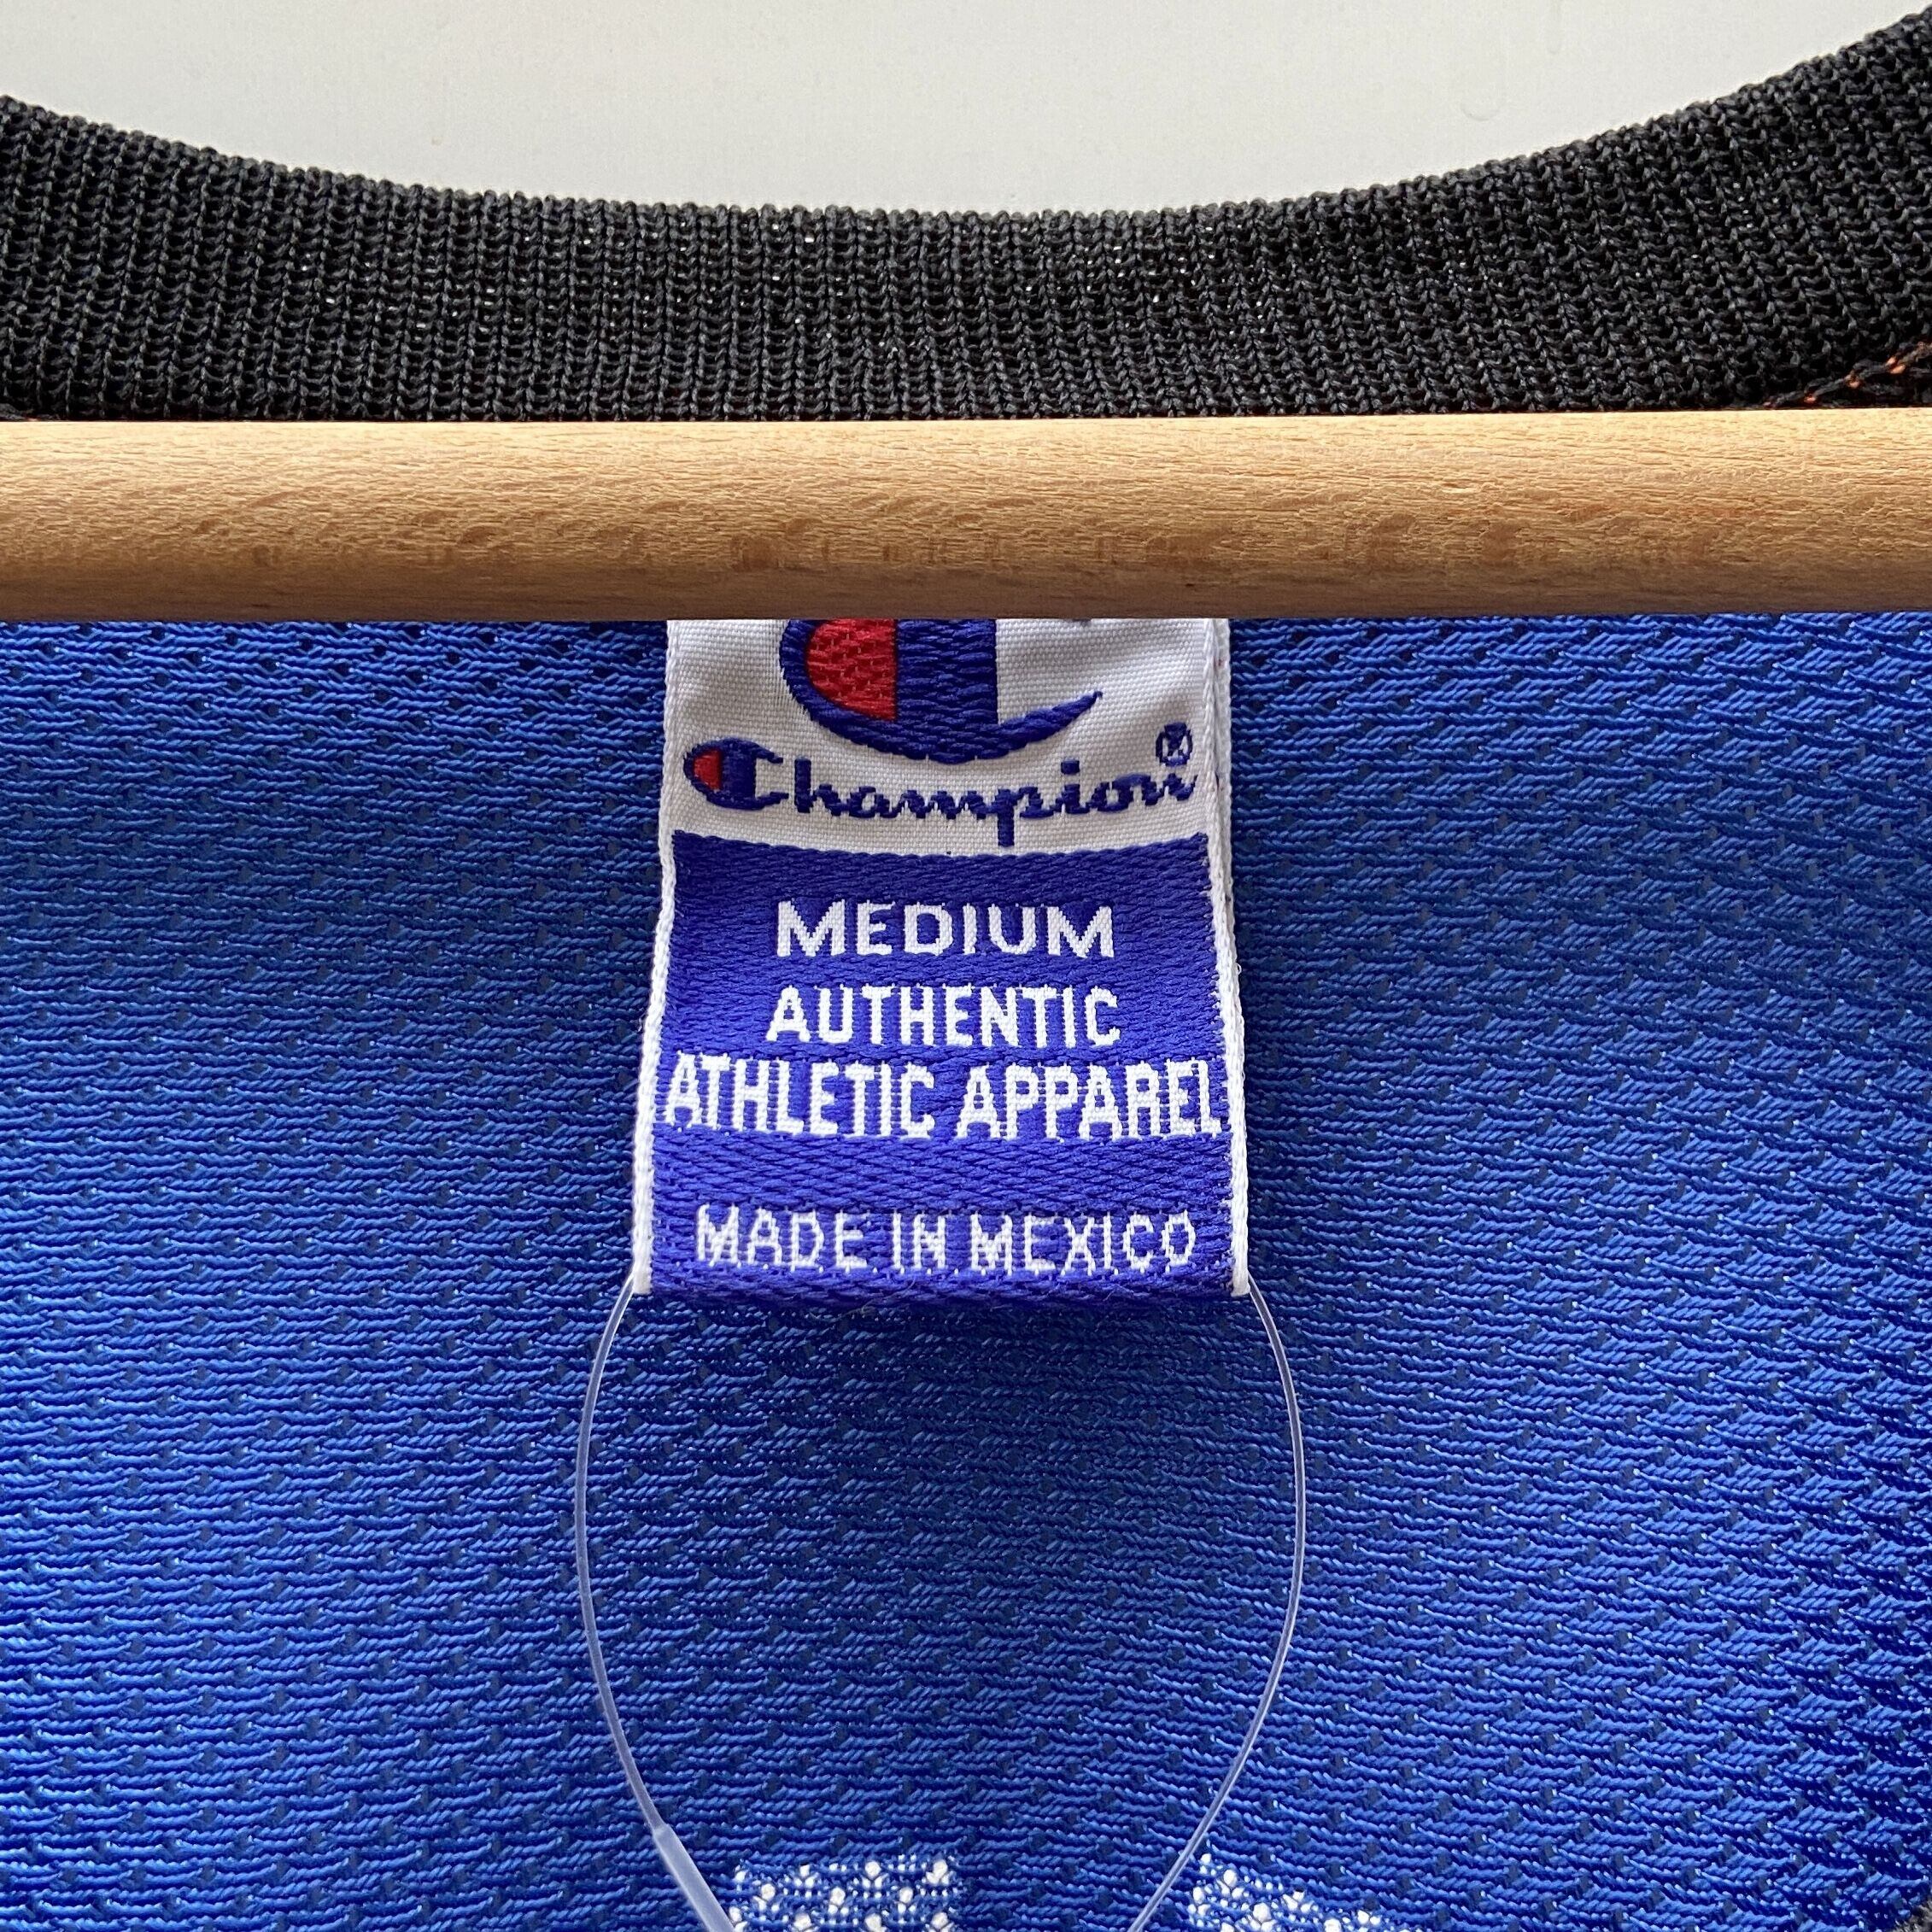 Champion®
MEDIUM
AUTHENTIC
ATHLETIC APPAREL
MADE IN MEXICO